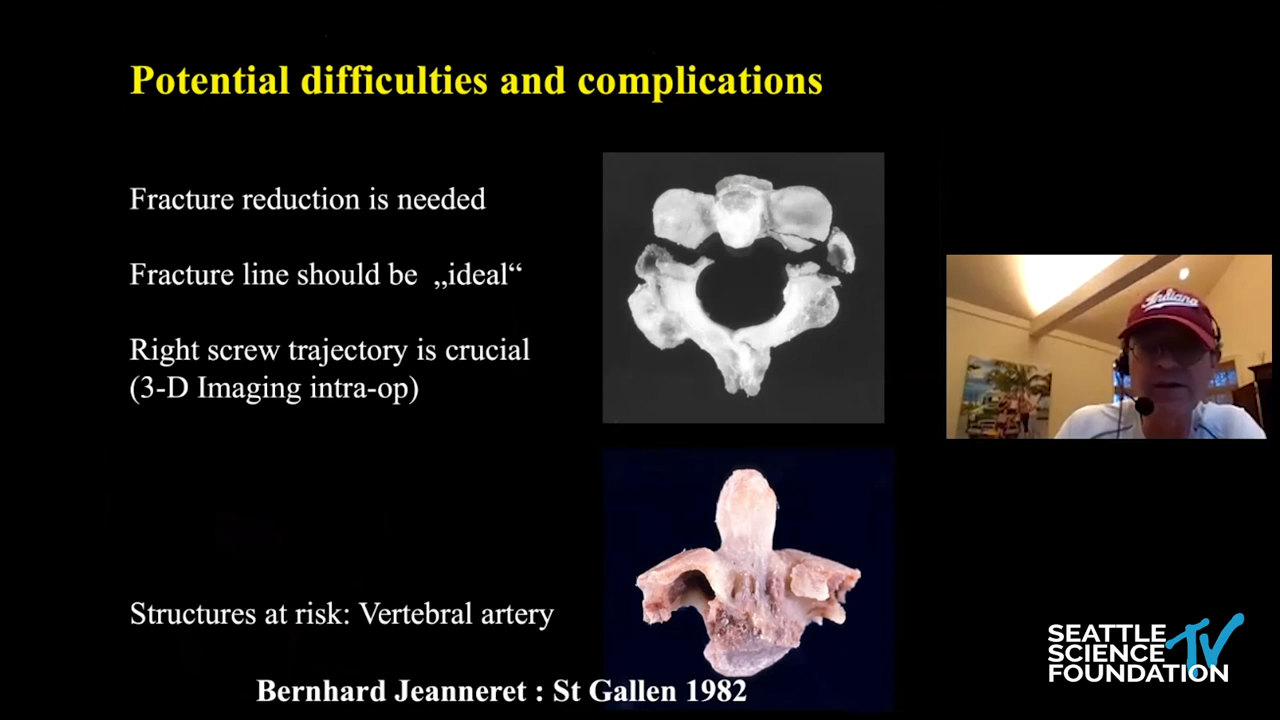 Potential difficulties and complications
Fracture reduction is needed
Fracture line should be „ideal“
Right screw trajectory is crucial
(3-D Imaging intra-op)
Structures at risk: Vertebral artery
Bernhard Jeanneret : St Gallen 1982
Indiana
SEATTLE
SCIENCE
FOUNDATION
TV